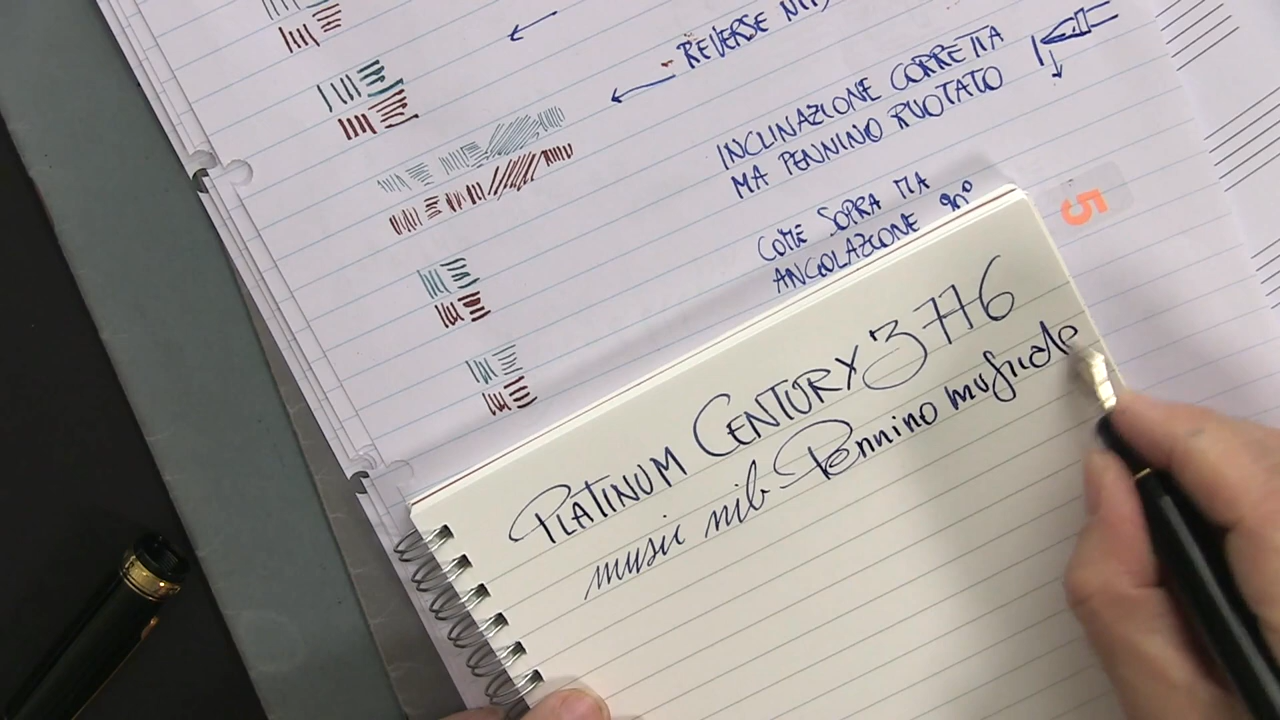 REVERSE NIB
INCLINAZIONE CORRETTA
MA PENNINO RUOTATO
COME SOPRA MA
ANGOLAZIONE 90°
5
PLATINUM CENTURY 3776
music nib Pennino musicale